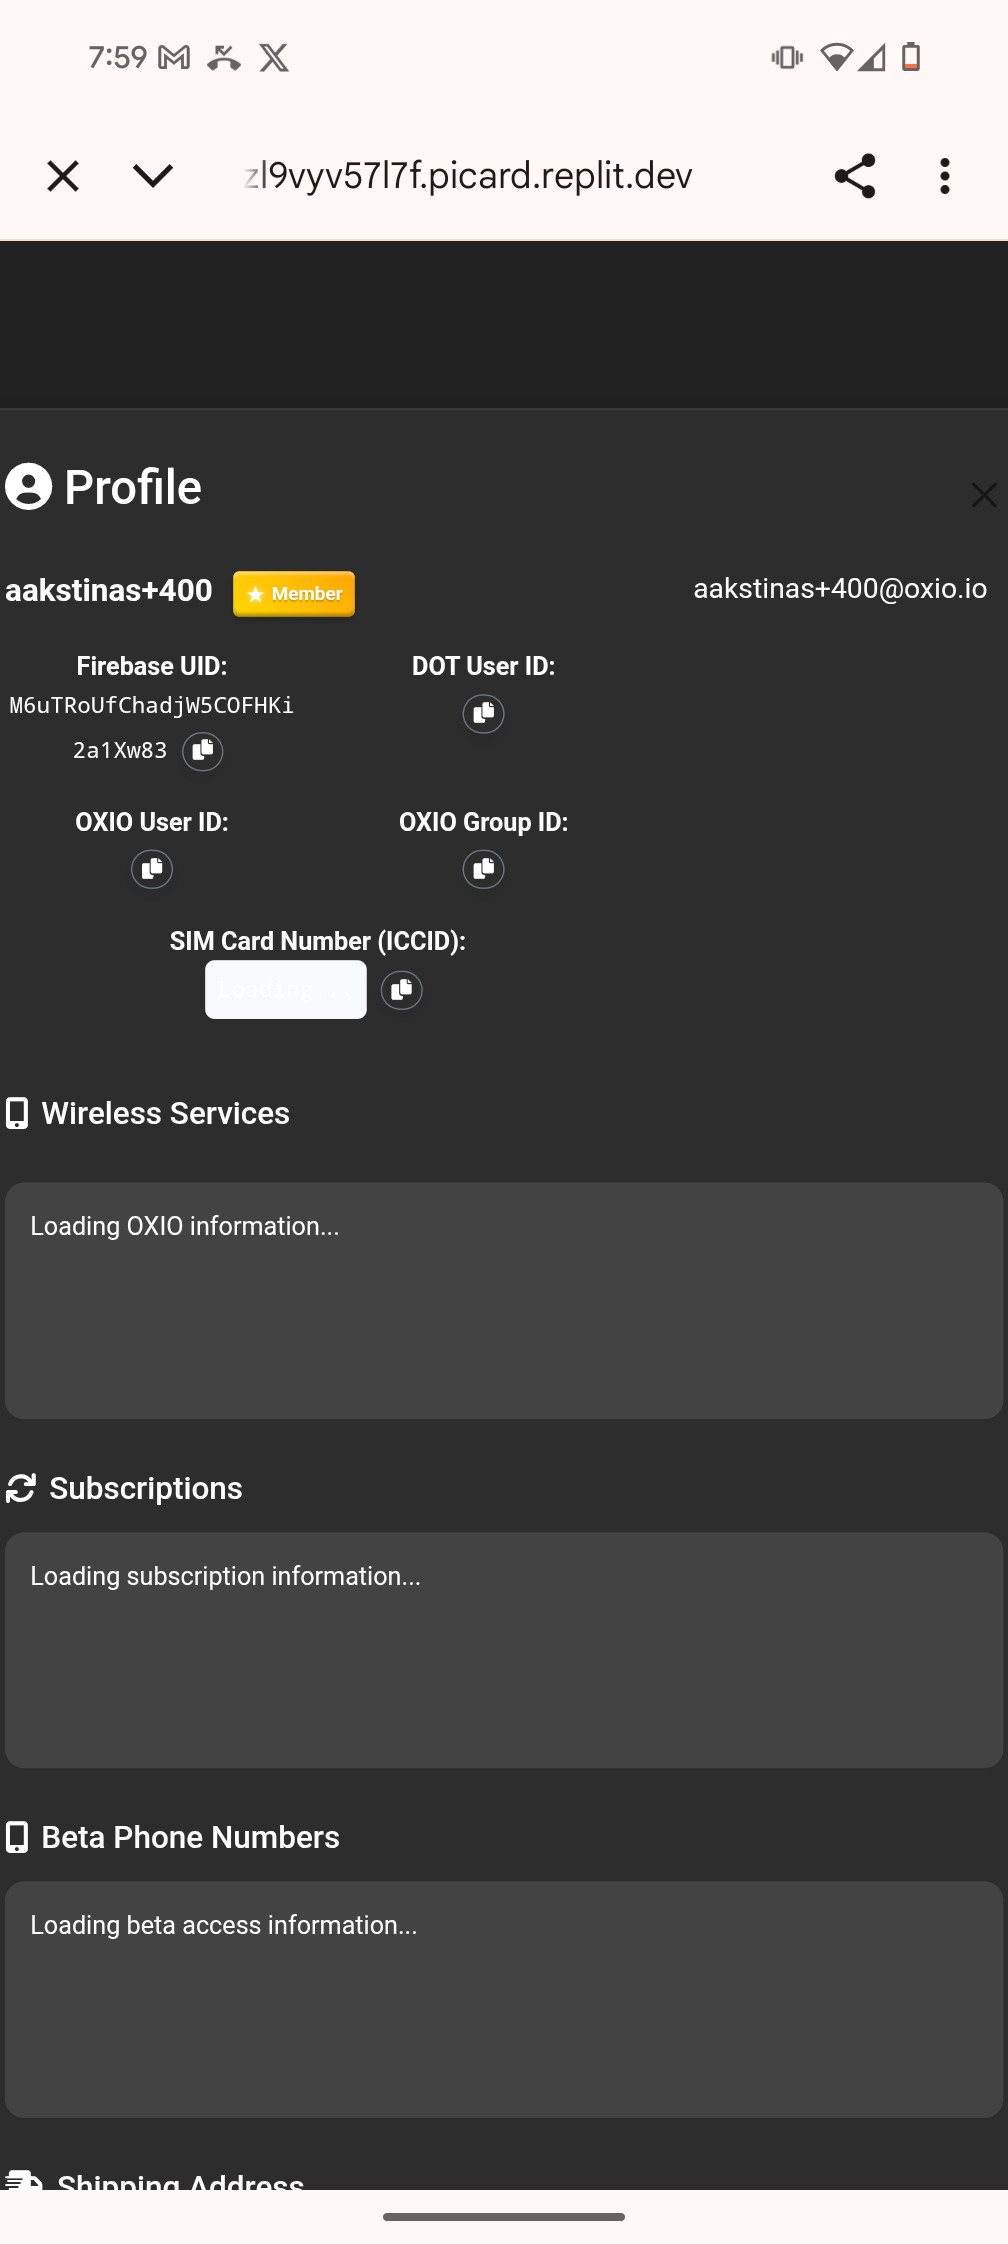 7:59
zl9vyv57l7f.picard.replit.dev
Profile
aakstinas+400
Member
aakstinas+400@oxio.io
Firebase UID:
M6uTRoUfChadjW5COFHKi
2a1Xw83
DOT User ID:
OXIO User ID:
OXIO Group ID:
SIM Card Number (ICCID):
Loading...
Wireless Services
Loading OXIO information...
Subscriptions
Loading subscription information...
Beta Phone Numbers
Loading beta access information...
Shipping Address